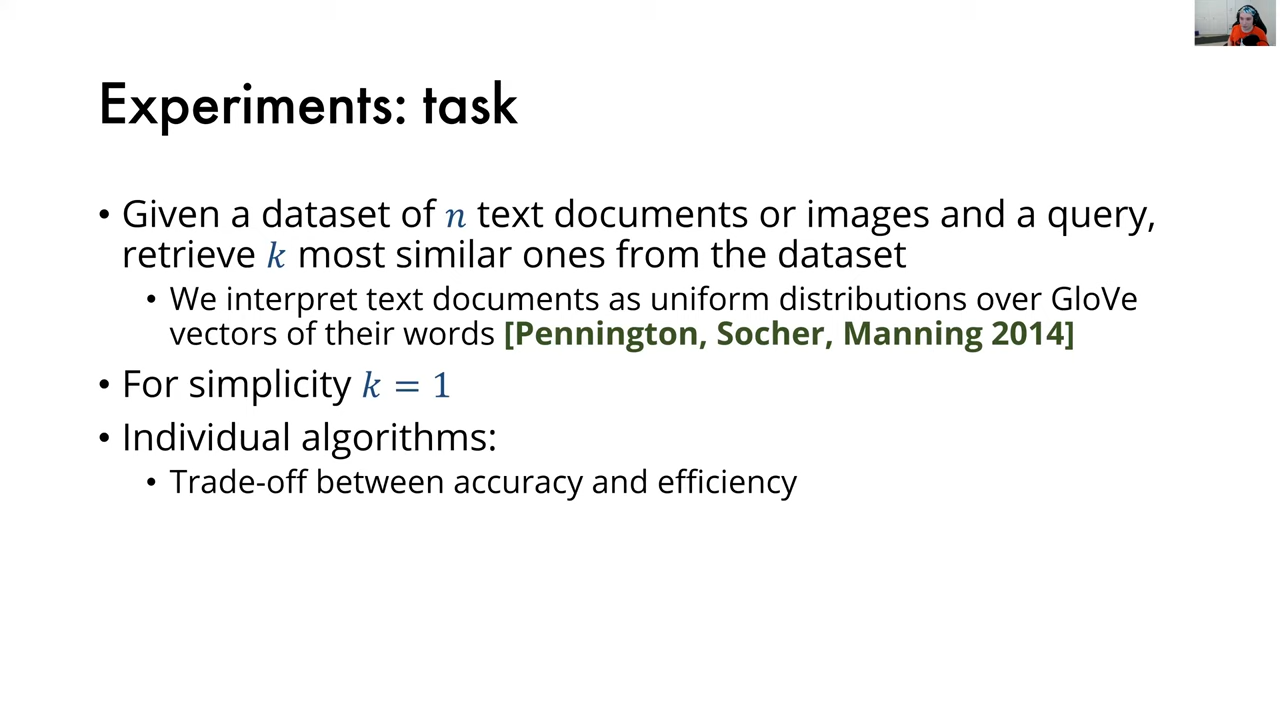 Experiments: task
• Given a dataset of n text documents or images and a query,
retrieve k most similar ones from the dataset
• We interpret text documents as uniform distributions over GloVe
vectors of their words [Pennington, Socher, Manning 2014]
• For simplicity k = 1
• Individual algorithms:
• Trade-off between accuracy and efficiency